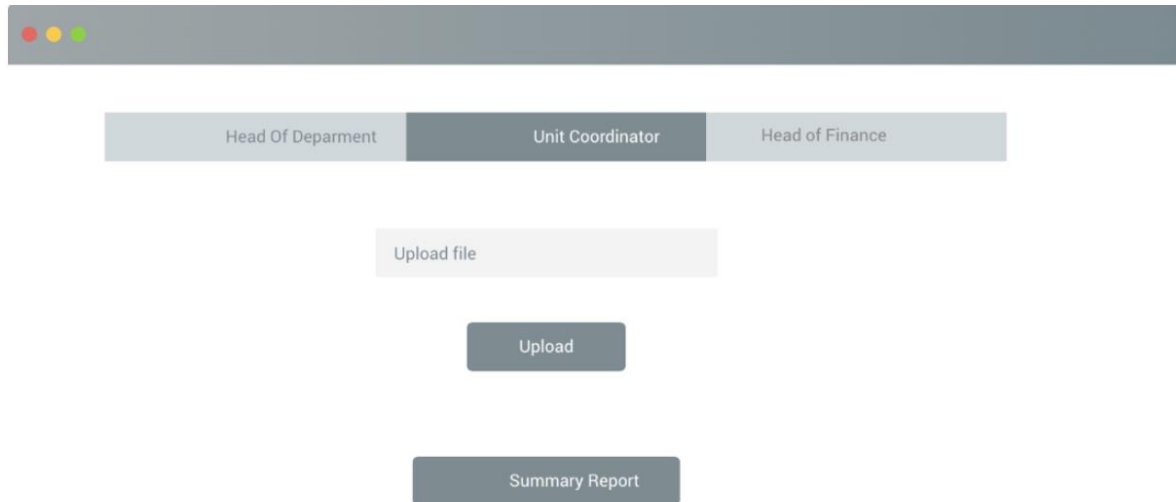 Head Of Deparment Unit Coordinator Head of Finance
Upload file
Upload
Summary Report